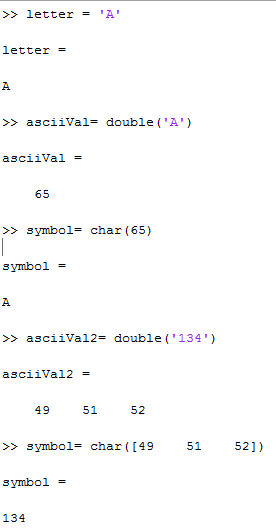 >> letter = 'A'
letter =
A
>> asciiVal= double('A')
asciiVal =
65
>> symbol= char(65)
symbol =
A
>> asciiVal2= double('134')
asciiVal2 =
49 51 52
>> symbol= char([49 51 52])
symbol =
134